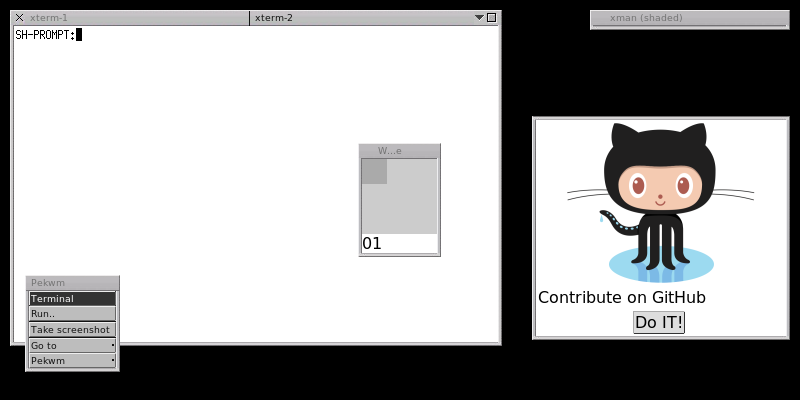 xterm-1
xterm-2
xman (shaded)
SH-PROMPT:
W...e
01
Pekwm
Terminal
Run..
Take screenshot
Go to
Pekwm
Contribute on GitHub
Do IT!